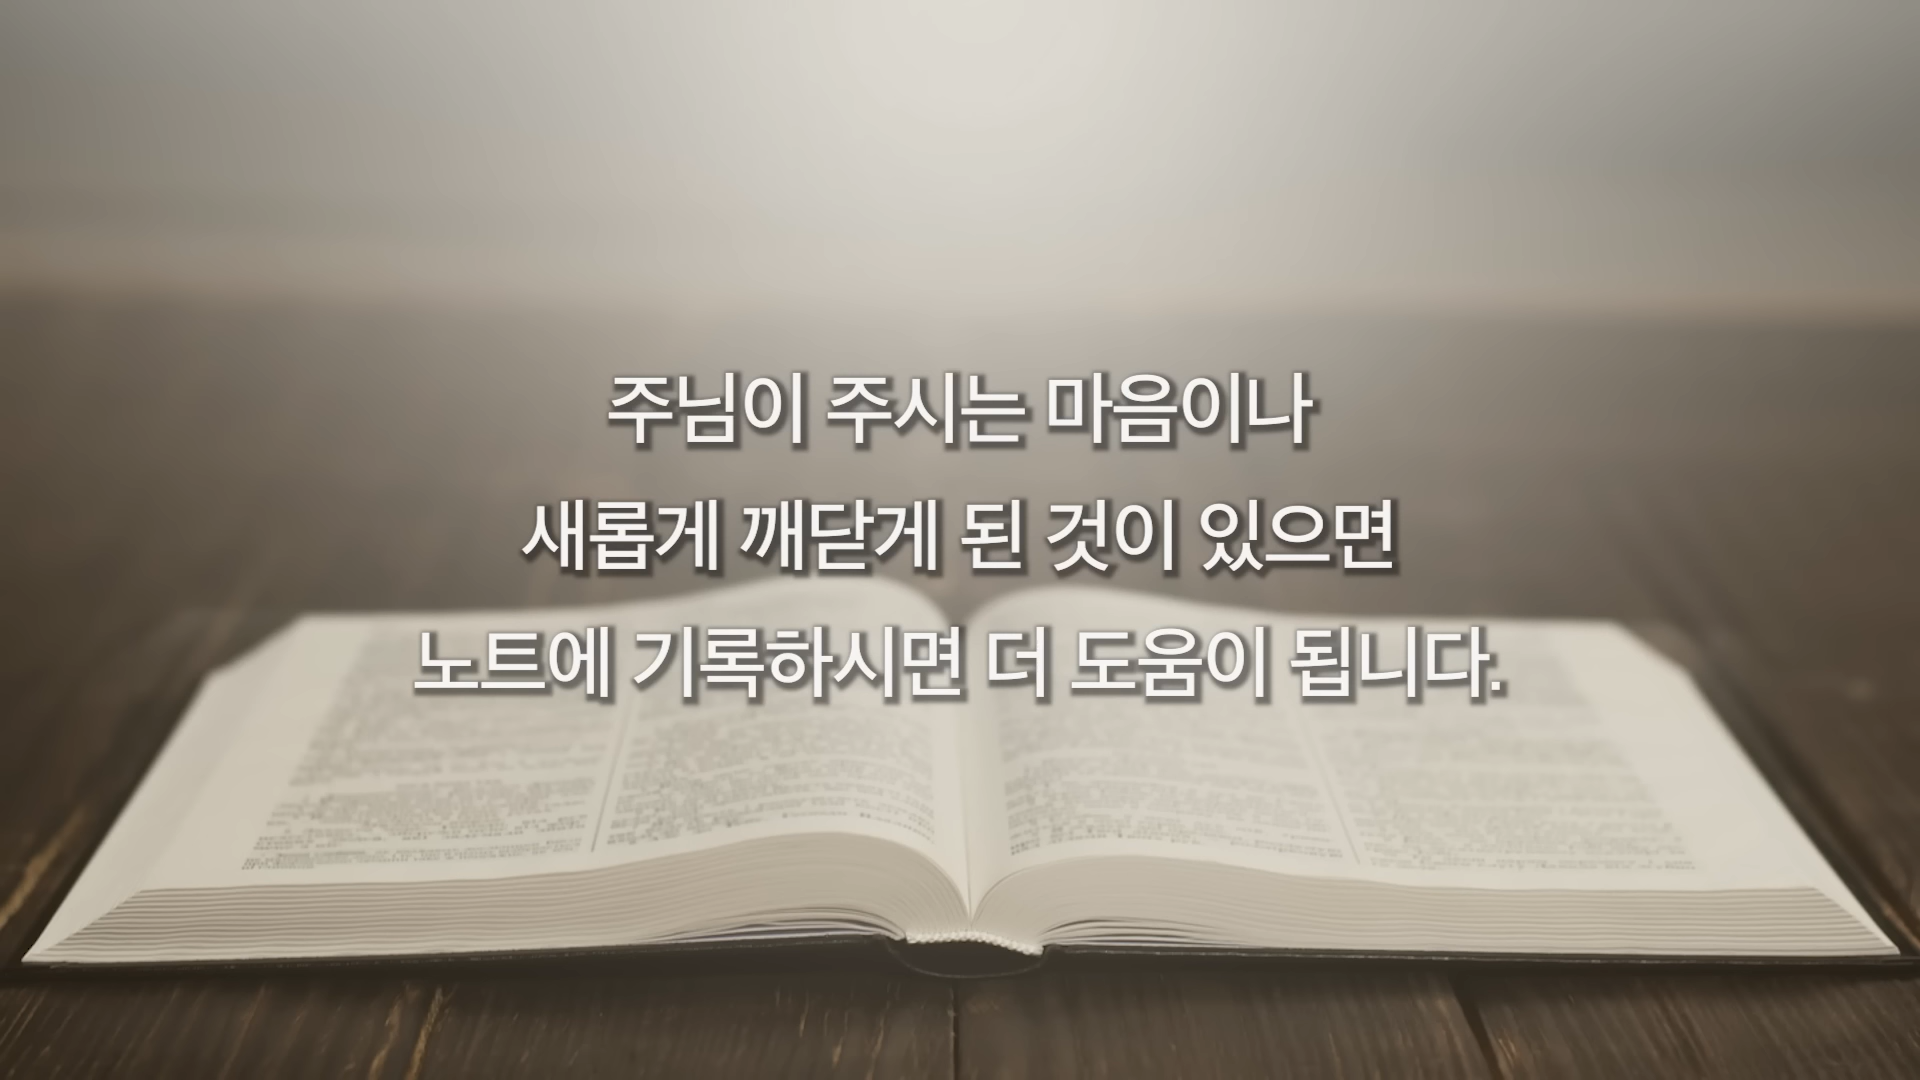 주님이 주시는 마음이나
새롭게 깨닫게 된 것이 있으면
노트에 기록하시면 더 도움이 됩니다.